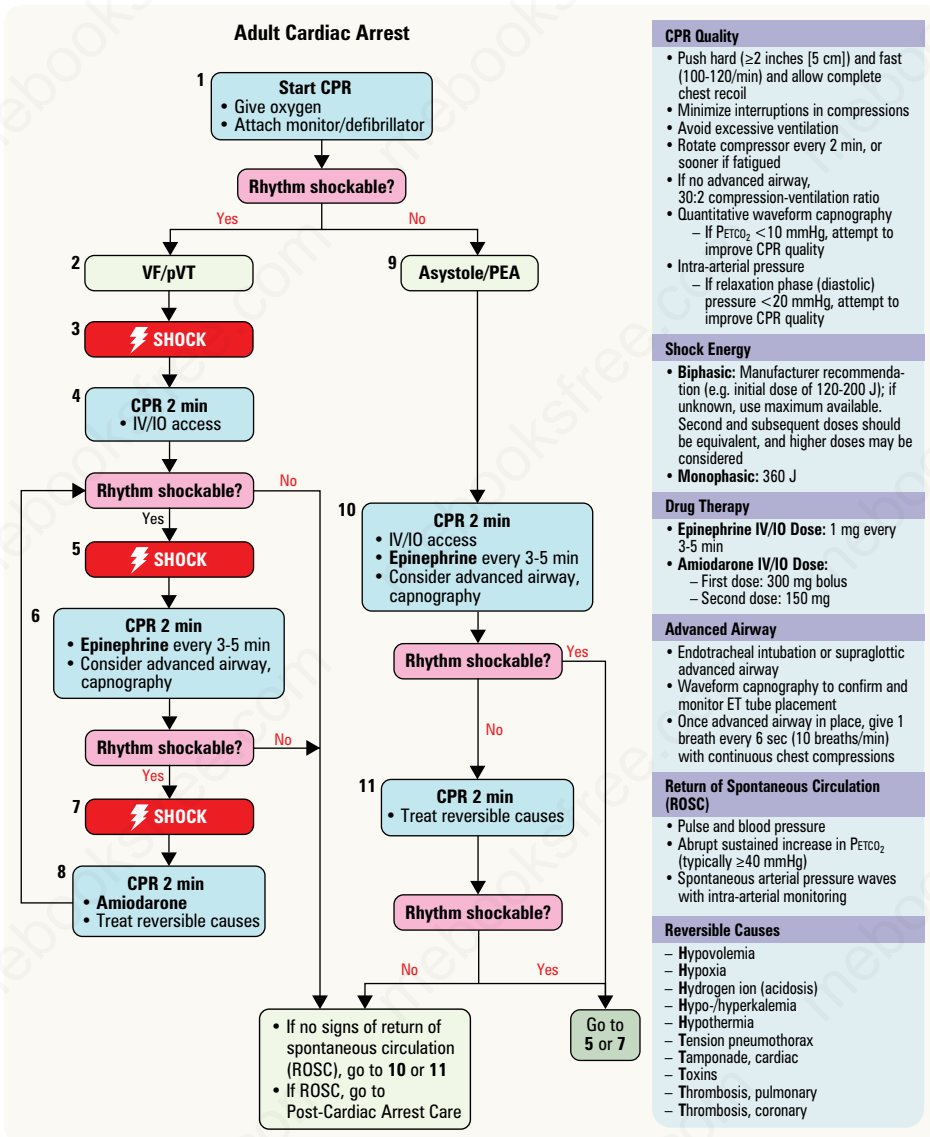 Adult Cardiac Arrest
1
Start CPR
• Give oxygen
• Attach monitor/defibrillator
Rhythm shockable?
Yes
No
2
VF/pVT
3
SHOCK
4
CPR 2 min
• IV/IO access
Rhythm shockable?
No
Yes
5
SHOCK
6
CPR 2 min
• Epinephrine every 3-5 min
• Consider advanced airway,
capnography
Rhythm shockable?
No
Yes
7
SHOCK
8
CPR 2 min
• Amiodarone
• Treat reversible causes
9
Asystole/PEA
10
CPR 2 min
• IV/IO access
• Epinephrine every 3-5 min
• Consider advanced airway,
capnography
Rhythm shockable?
Yes
No
11
CPR 2 min
• Treat reversible causes
Rhythm shockable?
No
Yes
• If no signs of return of
spontaneous circulation
(ROSC), go to 10 or 11
• If ROSC, go to
Post-Cardiac Arrest Care
Go to
5 or 7
CPR Quality
• Push hard (≥2 inches [5 cm]) and fast
(100-120/min) and allow complete
chest recoil
• Minimize interruptions in compressions
• Avoid excessive ventilation
• Rotate compressor every 2 min, or
sooner if fatigued
• If no advanced airway,
30:2 compression-ventilation ratio
• Quantitative waveform capnography
– If PETCO₂ <10 mmHg, attempt to
improve CPR quality
• Intra-arterial pressure
– If relaxation phase (diastolic)
pressure <20 mmHg, attempt to
improve CPR quality
Shock Energy
• Biphasic: Manufacturer recommenda-
tion (e.g. initial dose of 120-200 J); if
unknown, use maximum available.
Second and subsequent doses should
be equivalent, and higher doses may be
considered
• Monophasic: 360 J
Drug Therapy
• Epinephrine IV/IO Dose: 1 mg every
3-5 min
• Amiodarone IV/IO Dose:
– First dose: 300 mg bolus
– Second dose: 150 mg
Advanced Airway
• Endotracheal intubation or supraglottic
advanced airway
• Waveform capnography to confirm and
monitor ET tube placement
• Once advanced airway in place, give 1
breath every 6 sec (10 breaths/min)
with continuous chest compressions
Return of Spontaneous Circulation
(ROSC)
• Pulse and blood pressure
• Abrupt sustained increase in PETCO₂
(typically ≥40 mmHg)
• Spontaneous arterial pressure waves
with intra-arterial monitoring
Reversible Causes
– Hypovolemia
– Hypoxia
– Hydrogen ion (acidosis)
– Hypo-/hyperkalemia
– Hypothermia
– Tension pneumothorax
– Tamponade, cardiac
– Toxins
– Thrombosis, pulmonary
– Thrombosis, coronary
mebooksfree.com